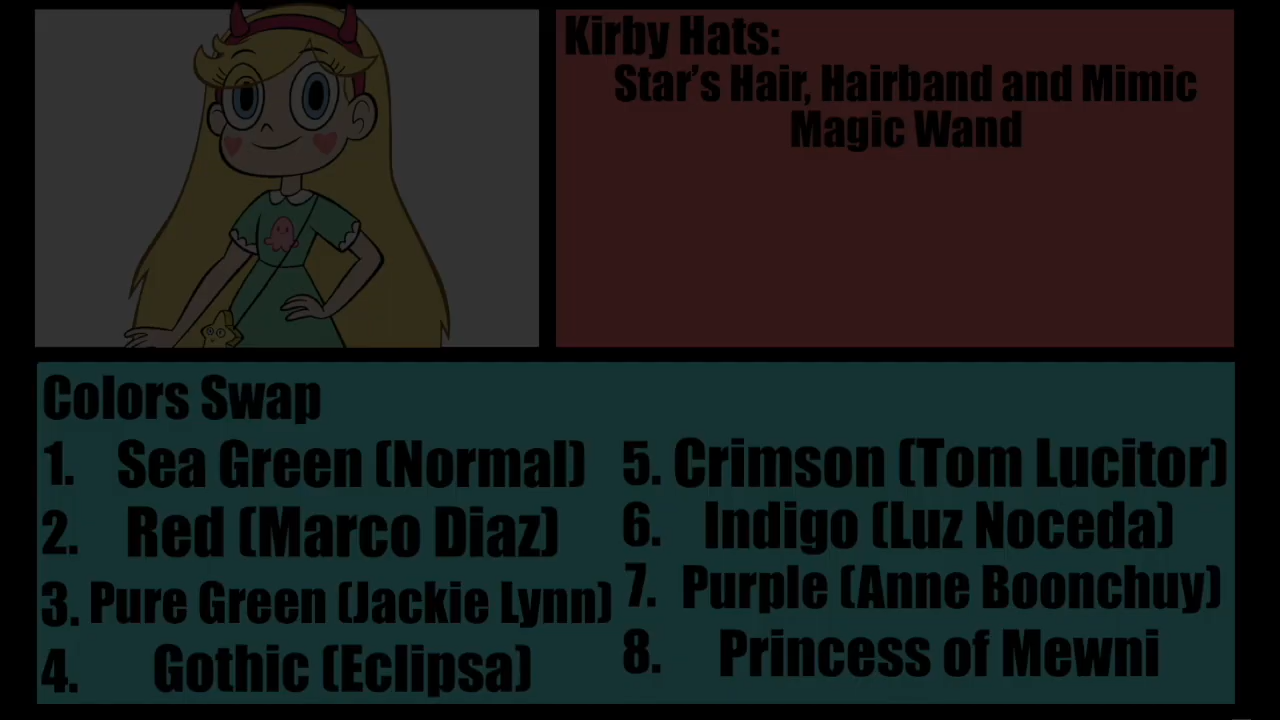 Kirby Hats:
Star's Hair, Hairband and Mimic
Magic Wand
Colors Swap
1. Sea Green (Normal)
2. Red (Marco Diaz)
3. Pure Green (Jackie Lynn)
4. Gothic (Eclipsa)
5. Crimson (Tom Lucitor)
6. Indigo (Luz Noceda)
7. Purple (Anne Boonchuy)
8. Princess of Mewni